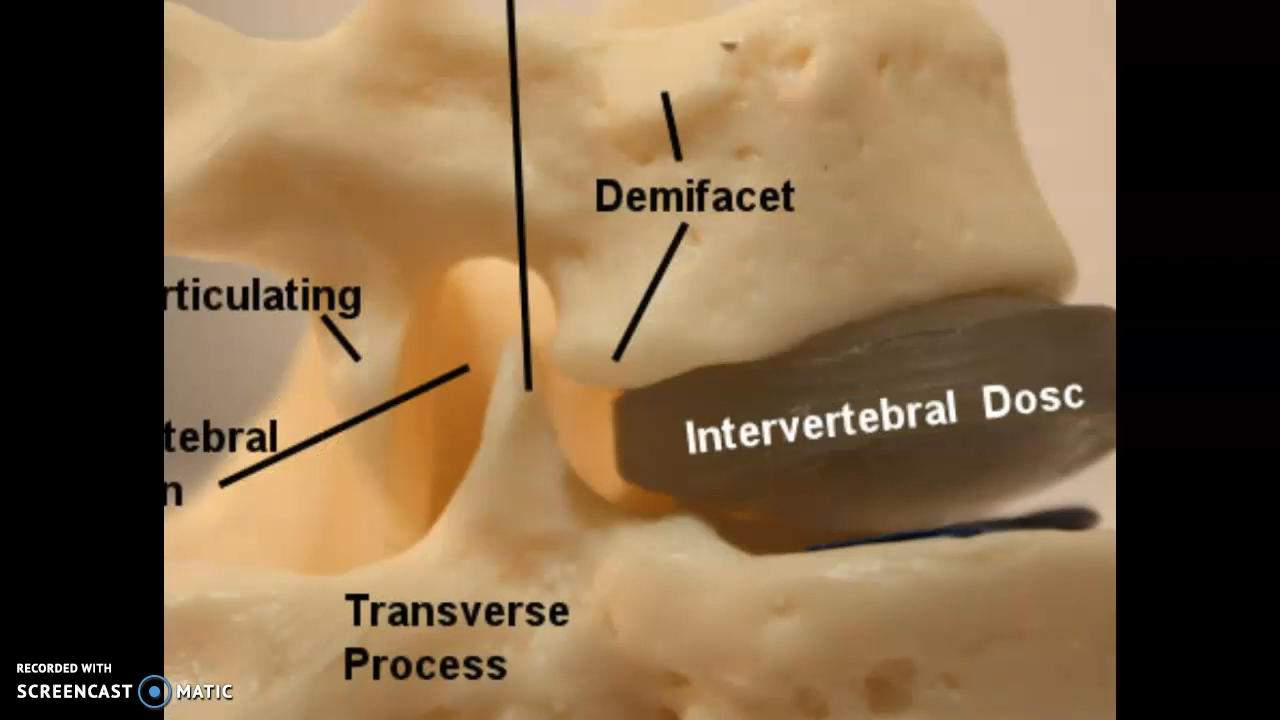 Demifacet
rticulating
Intervertebral Dosc
tebral
n
Transverse
Process
RECORDED WITH
SCREENCAST MATIC